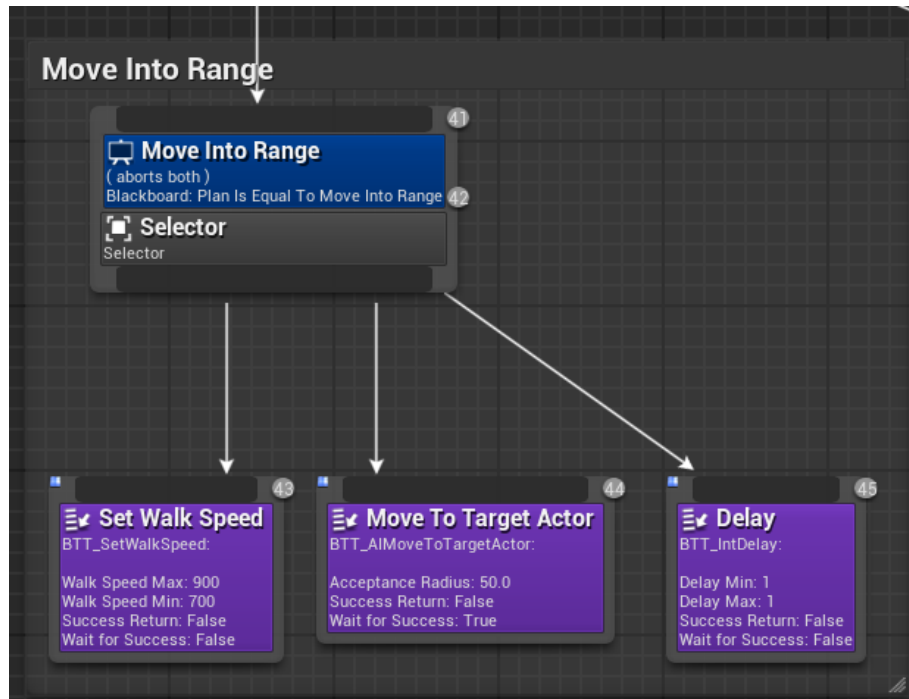 Move Into Range
41
Move Into Range
( aborts both )
Blackboard: Plan Is Equal To Move Into Range
42
Selector
Selector
43
Set Walk Speed
BTT_SetWalkSpeed:
Walk Speed Max: 900
Walk Speed Min: 700
Success Return: False
Wait for Success: False
44
Move To Target Actor
BTT_AIMoveToTargetActor:
Acceptance Radius: 50.0
Success Return: False
Wait for Success: True
45
Delay
BTT_IntDelay:
Delay Min: 1
Delay Max: 1
Success Return: False
Wait for Success: False